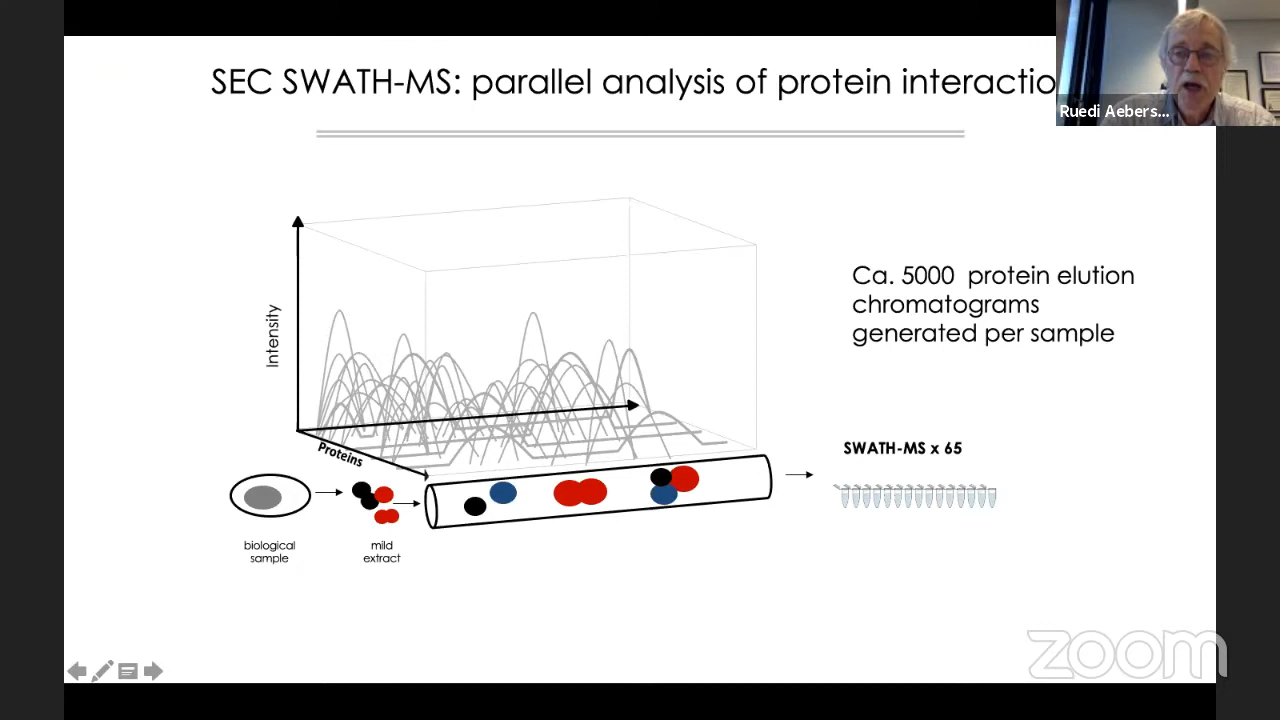 SEC SWATH-MS: parallel analysis of protein interactio
Ruedi Aebers...
Intensity
Proteins
Ca. 5000 protein elution
chromatograms
generated per sample
SWATH-MS x 65
biological
sample
mild
extract
zoom